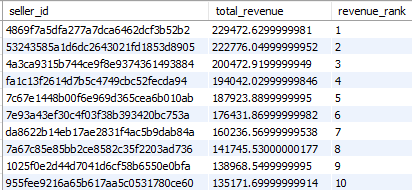 seller_id total_revenue revenue_rank
4869f7a5dfa277a7dca6462dcf3b52b2 229472.6299999981 1
53243585a1d6dc2643021fd1853d8905 222776.04999999952 2
4a3ca9315b744ce9f8e9374361493884 200472.9199999949 3
fa1c13f2614d7b5c4749cbc52fecda94 194042.02999999846 4
7c67e1448b00f6e969d365cea6b010ab 187923.8899999995 5
7e93a43ef30c4f03f38b393420bc753a 176431.86999999982 6
da8622b14eb17ae2831f4ac5b9dab84a 160236.56999999538 7
7a67c85e85bb2ce8582c35f2203ad736 141745.53000000177 8
1025f0e2d44d7041d6cf58b6550e0bfa 138968.5499999995 9
955fee9216a65b617aa5c0531780ce60 135171.69999999914 10